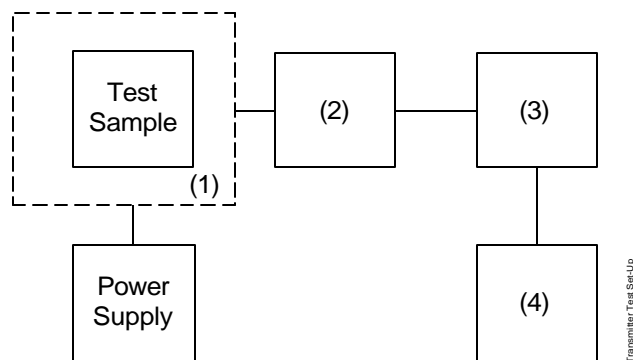 Test
Sample
(1)
(2)
(3)
Power
Supply
(4)
Transmitter Test Set-Up